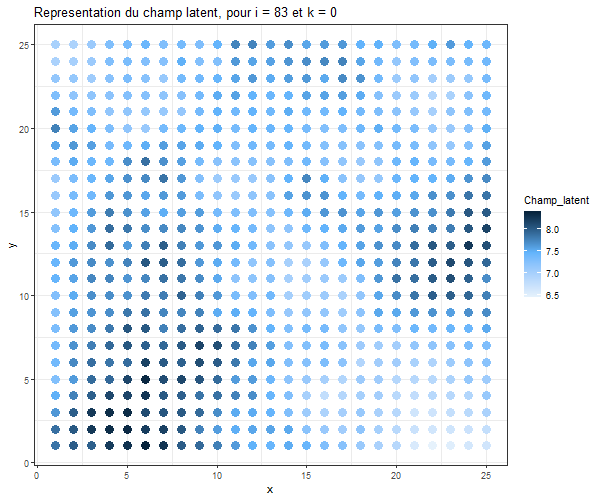 Representation du champ latent, pour i = 83 et k = 0
25
20
15
10
5
0
y
0 5 10 15 20 25
x
Champ_latent
8.0
7.5
7.0
6.5